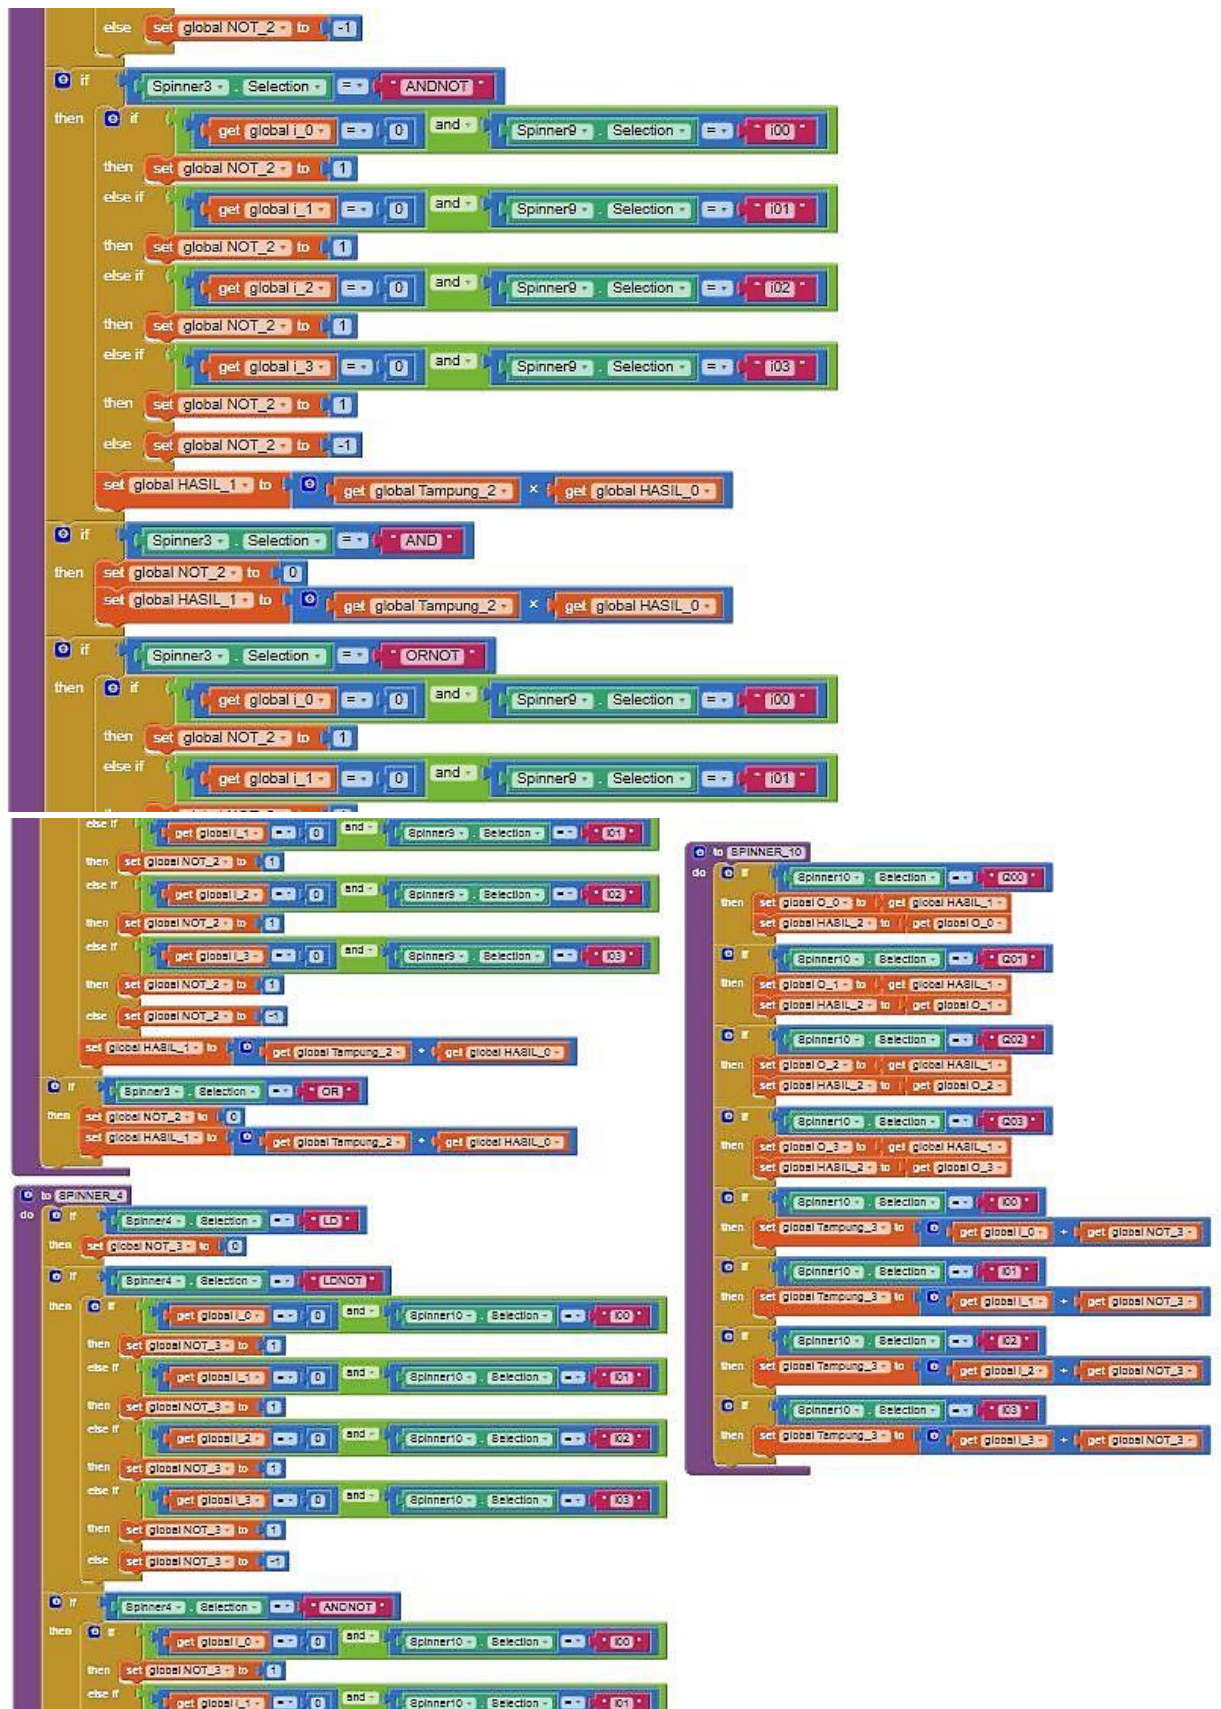 else set global NOT_2 to -1
if Spinner3 . Selection = " ANDNOT "
then if get global i_0 = 0 and Spinner9 . Selection = " i00 "
then set global NOT_2 to 1
else if get global i_1 = 0 and Spinner9 . Selection = " i01 "
then set global NOT_2 to 1
else if get global i_2 = 0 and Spinner9 . Selection = " i02 "
then set global NOT_2 to 1
else if get global i_3 = 0 and Spinner9 . Selection = " i03 "
then set global NOT_2 to 1
else set global NOT_2 to -1
set global HASIL_1 to get global Tampung_2 × get global HASIL_0
if Spinner3 . Selection = " AND "
then set global NOT_2 to 0
set global HASIL_1 to get global Tampung_2 × get global HASIL_0
if Spinner3 . Selection = " ORNOT "
then if get global i_0 = 0 and Spinner9 . Selection = " i00 "
then set global NOT_2 to 1
else if get global i_1 = 0 and Spinner9 . Selection = " i01 "
else if get global i_1 = 0 and Spinner9 . Selection = " i01 "
then set global NOT_2 to 1
else if get global i_2 = 0 and Spinner9 . Selection = " i02 "
then set global NOT_2 to 1
else if get global i_3 = 0 and Spinner9 . Selection = " i03 "
then set global NOT_2 to 1
else set global NOT_2 to -1
set global HASIL_1 to get global Tampung_2 + get global HASIL_0
if Spinner3 . Selection = " OR "
then set global NOT_2 to 0
set global HASIL_1 to get global Tampung_2 + get global HASIL_0
to SPINNER_4
do if Spinner4 . Selection = " LD "
then set global NOT_3 to 0
if Spinner4 . Selection = " LDNOT "
then if get global i_0 = 0 and Spinner10 . Selection = " i00 "
then set global NOT_3 to 1
else if get global i_1 = 0 and Spinner10 . Selection = " i01 "
then set global NOT_3 to 1
else if get global i_2 = 0 and Spinner10 . Selection = " i02 "
then set global NOT_3 to 1
else if get global i_3 = 0 and Spinner10 . Selection = " i03 "
then set global NOT_3 to 1
else set global NOT_3 to -1
if Spinner4 . Selection = " ANDNOT "
then if get global i_0 = 0 and Spinner10 . Selection = " i00 "
then set global NOT_3 to 1
else if get global i_1 = 0 and Spinner10 . Selection = " i01 "
to SPINNER_10
do if Spinner10 . Selection = " Q00 "
then set global O_0 to get global HASIL_1
set global HASIL_2 to get global O_0
if Spinner10 . Selection = " Q01 "
then set global O_1 to get global HASIL_1
set global HASIL_2 to get global O_1
if Spinner10 . Selection = " Q02 "
then set global O_2 to get global HASIL_1
set global HASIL_2 to get global O_2
if Spinner10 . Selection = " Q03 "
then set global O_3 to get global HASIL_1
set global HASIL_2 to get global O_3
if Spinner10 . Selection = " i00 "
then set global Tampung_3 to get global i_0 + get global NOT_3
if Spinner10 . Selection = " i01 "
then set global Tampung_3 to get global i_1 + get global NOT_3
if Spinner10 . Selection = " i02 "
then set global Tampung_3 to get global i_2 + get global NOT_3
if Spinner10 . Selection = " i03 "
then set global Tampung_3 to get global i_3 + get global NOT_3